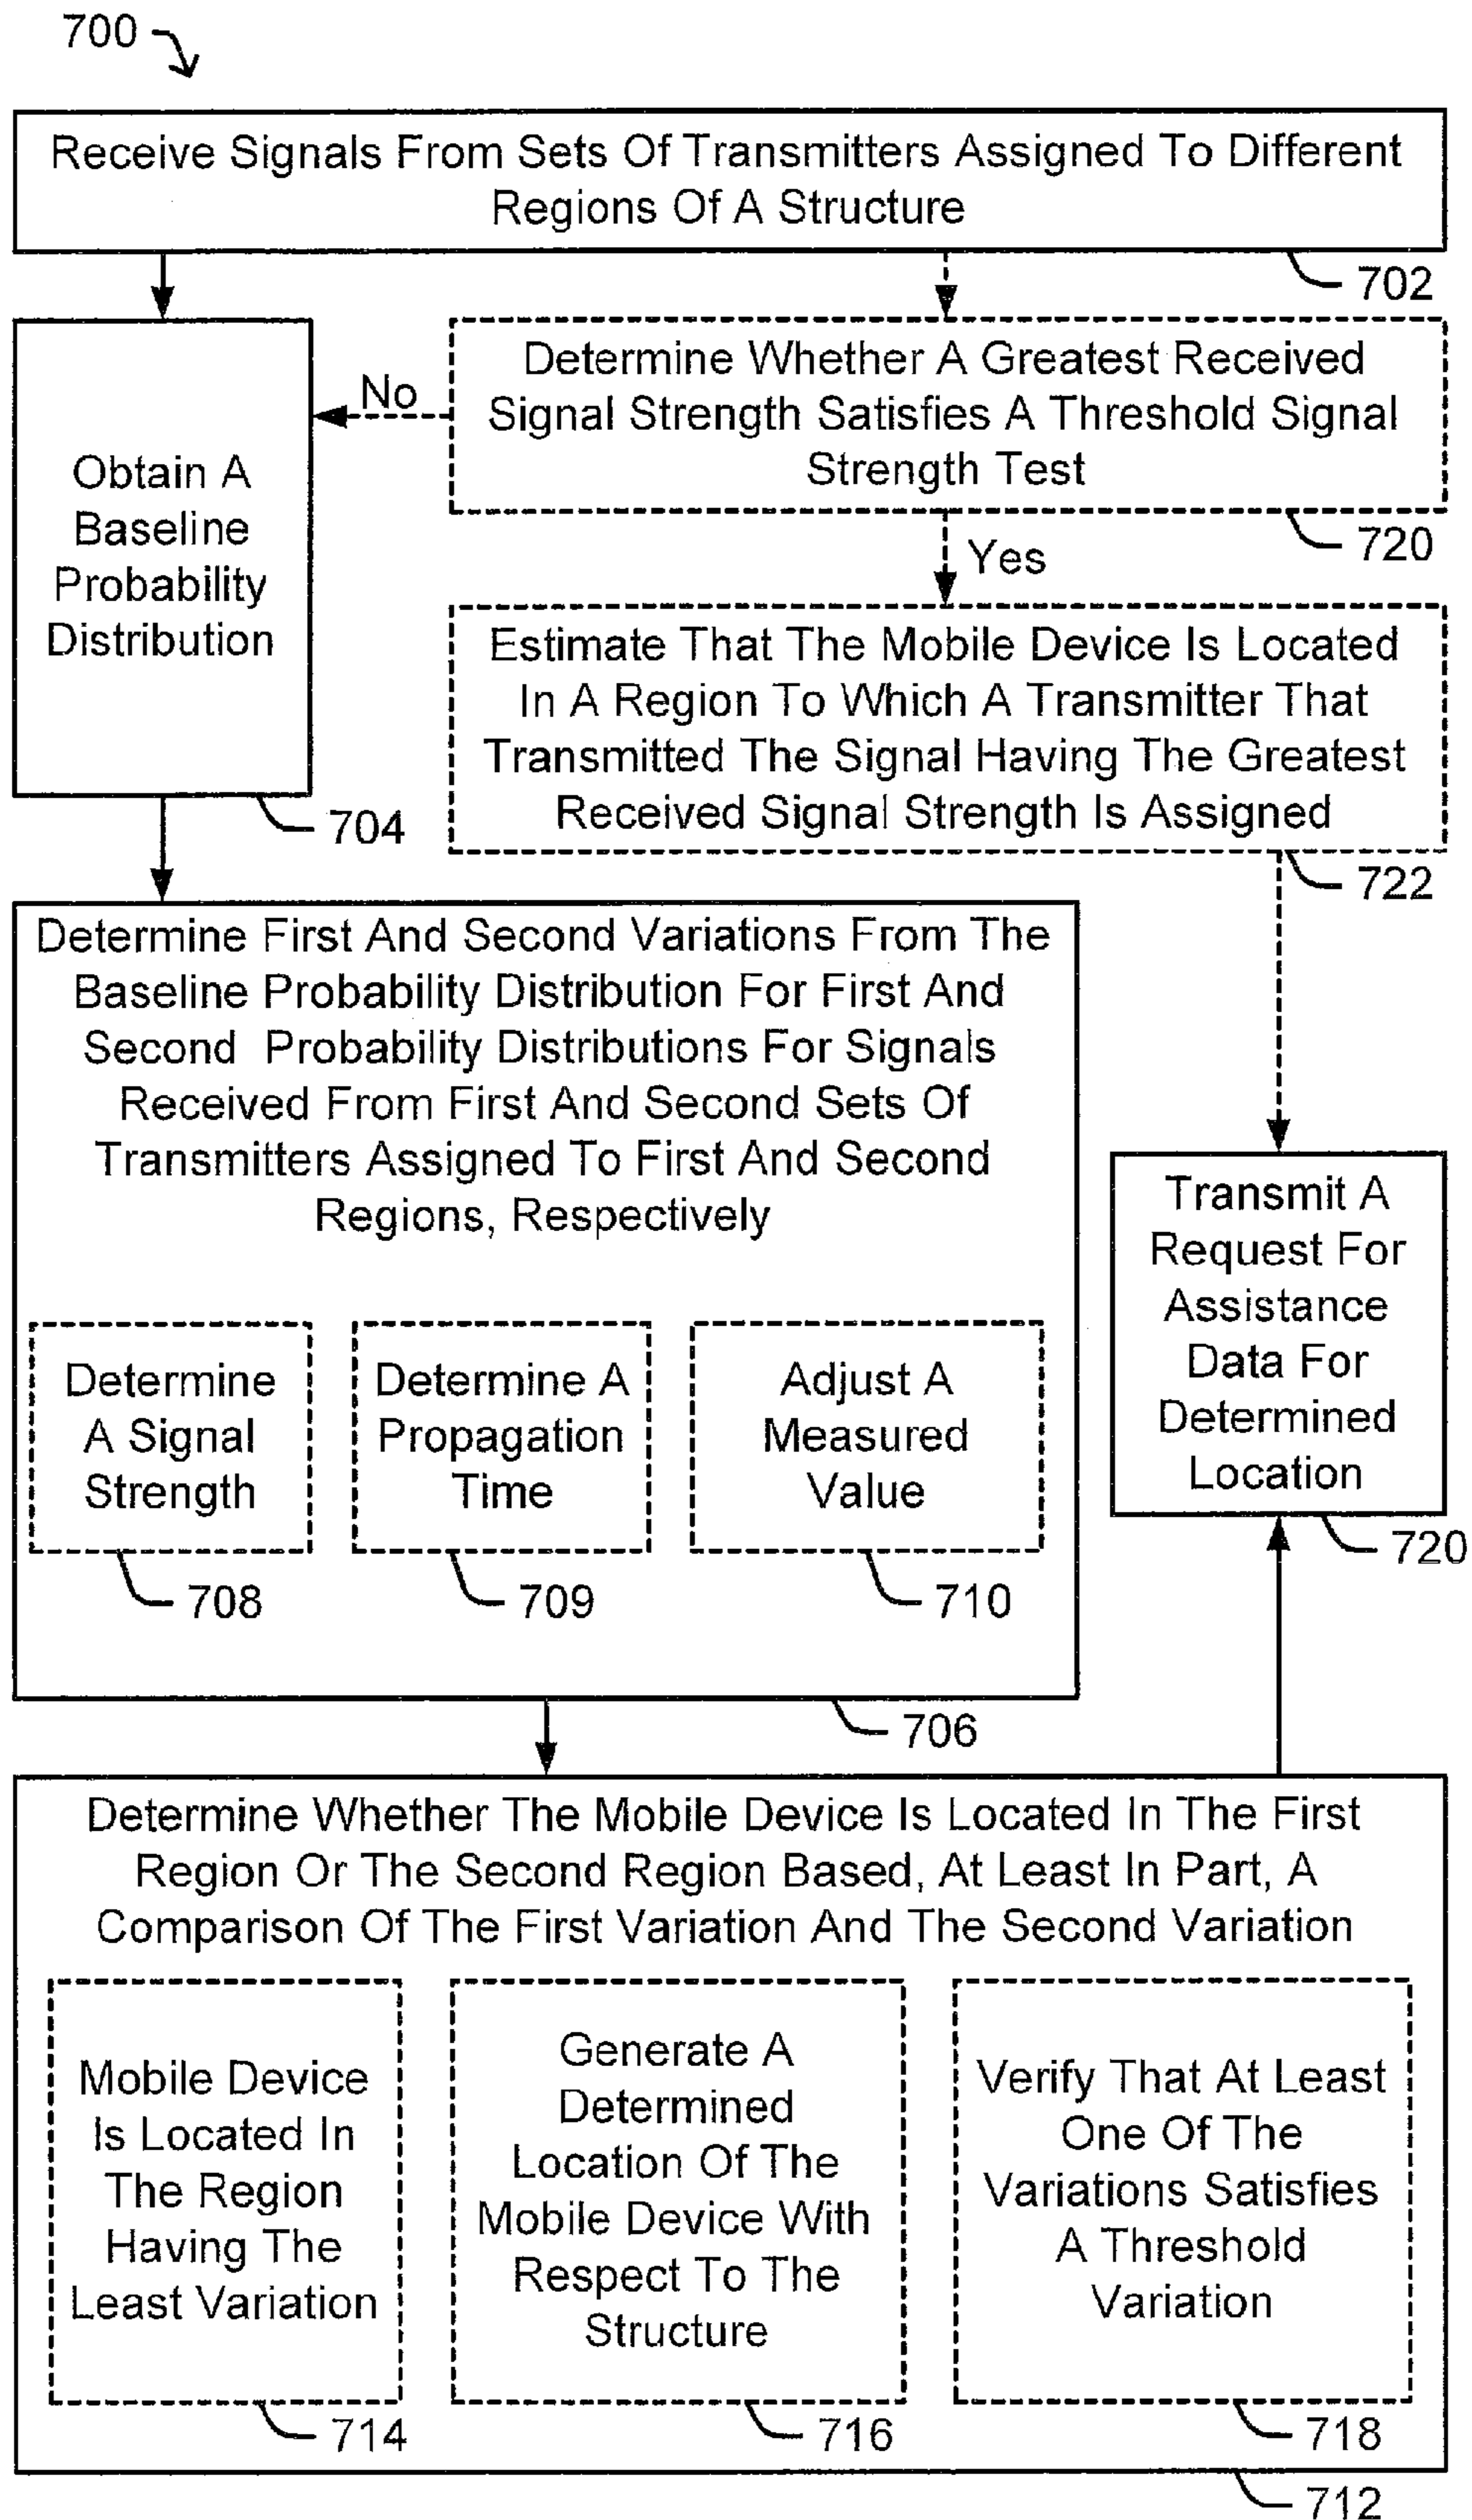 700
Receive Signals From Sets Of Transmitters Assigned To Different
Regions Of A Structure
702
Determine Whether A Greatest Received
Signal Strength Satisfies A Threshold Signal
Strength Test
720
No
Obtain A
Baseline
Probability
Distribution
704
Yes
Estimate That The Mobile Device Is Located
In A Region To Which A Transmitter That
Transmitted The Signal Having The Greatest
Received Signal Strength Is Assigned
722
Determine First And Second Variations From The
Baseline Probability Distribution For First And
Second Probability Distributions For Signals
Received From First And Second Sets Of
Transmitters Assigned To First And Second
Regions, Respectively
Determine
A Signal
Strength
708
Determine A
Propagation
Time
709
Adjust A
Measured
Value
710
706
Transmit A
Request For
Assistance
Data For
Determined
Location
720
Determine Whether The Mobile Device Is Located In The First
Region Or The Second Region Based, At Least In Part, A
Comparison Of The First Variation And The Second Variation
Mobile Device
Is Located In
The Region
Having The
Least Variation
714
Generate A
Determined
Location Of The
Mobile Device With
Respect To The
Structure
716
Verify That At Least
One Of The
Variations Satisfies
A Threshold
Variation
718
712